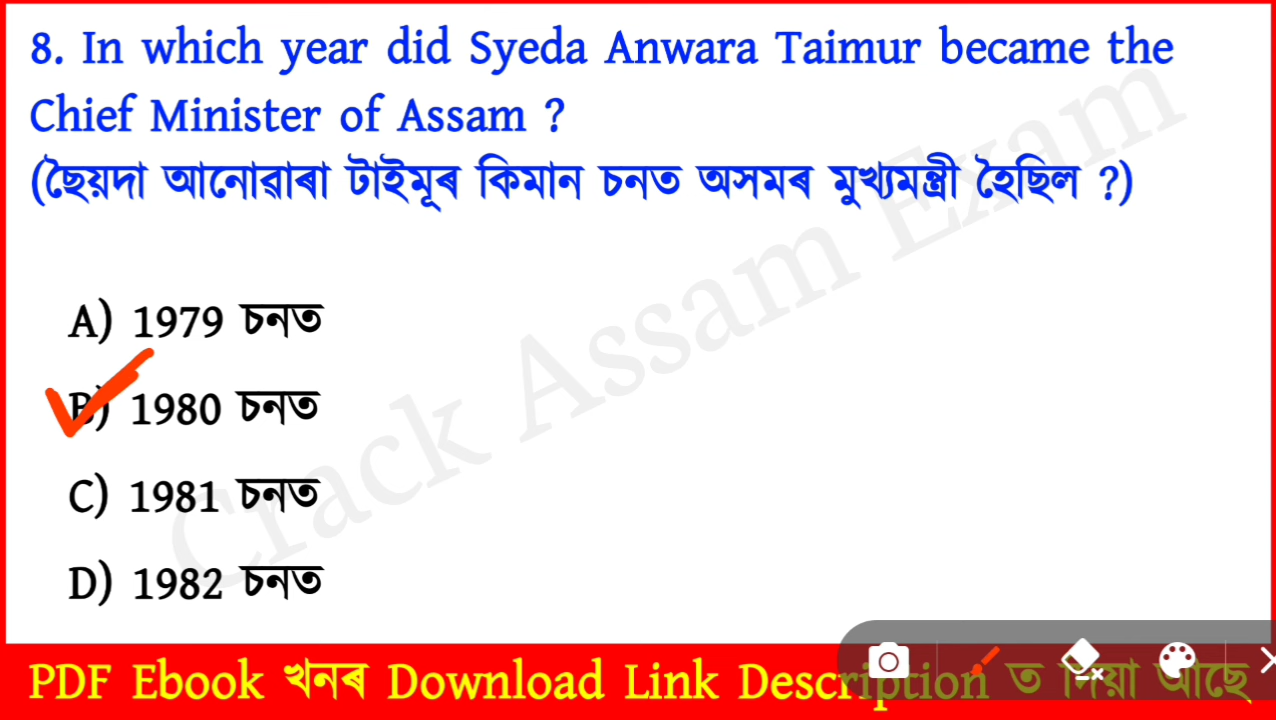 8. In which year did Syeda Anwara Taimur became the
Chief Minister of Assam ?
(ছৈয়দা আনোৱাৰা টাইমূৰ কিমান চনত অসমৰ মুখ্যমন্ত্ৰী হৈছিল ?)
A) 1979 চনত
B) 1980 চনত
C) 1981 চনত
D) 1982 চনত
Crack Assam Exam
PDF Ebook খনৰ Download Link Description ত দিয়া আছে